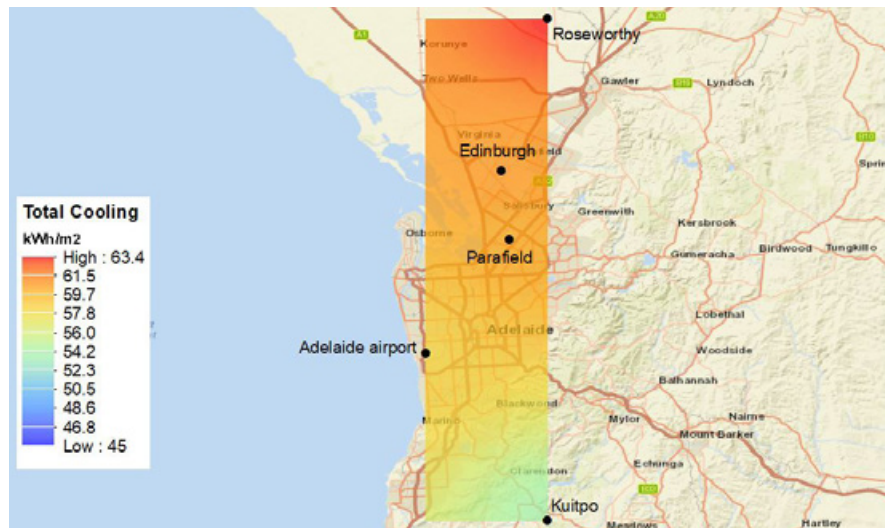 Roseworthy
Korunye
Two Wells
Gawler
Lyndoch
Virginia
Edinburgh
Salisbury
Greenwith
Kersbrook
Osborne
Parafield
Gumeracha
Birdwood
Tungkillo
Adelaide
Lobethal
Adelaide airport
Woodside
Balhannah
Blackwood
Marino
Mylor
Nairne
Mount Barker
Echunga
Clarendon
Kuitpo
Meadows
Hartley
Total Cooling
kWh/m2
High : 63.4
61.5
59.7
57.8
56.0
54.2
52.3
50.5
48.6
46.8
Low : 45
A1
A20